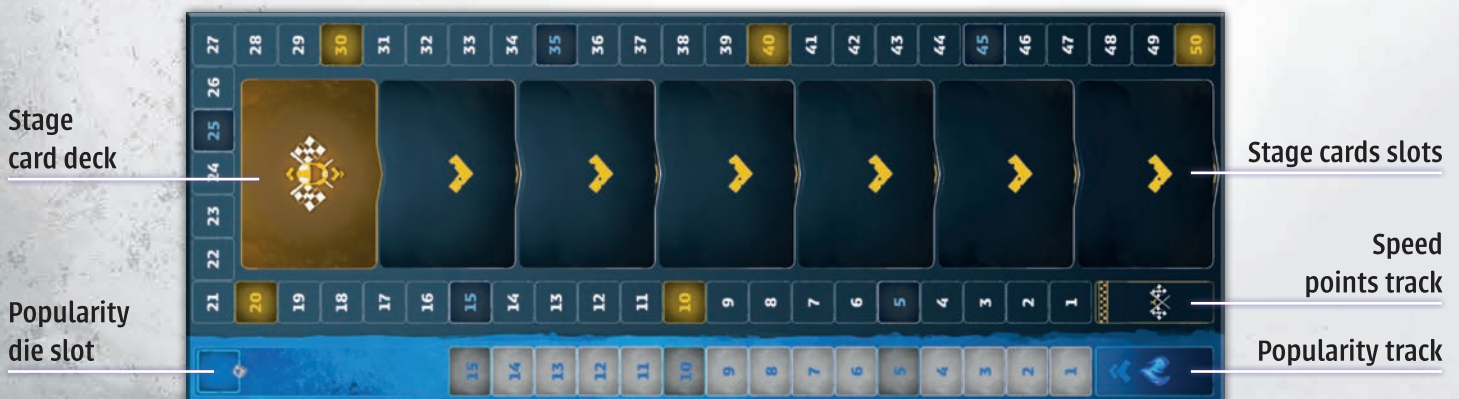 27 28 29 30 31 32 33 34 35 36 37 38 39 40 41 42 43 44 45 46 47 48 49 50
26
25
24
23
22
21 20 19 18 17 16 15 14 13 12 11 10 9 8 7 6 5 4 3 2 1
15 14 13 12 11 10 9 8 7 6 5 4 3 2 1
Stage
card deck
Popularity
die slot
Stage cards slots
Speed
points track
Popularity track